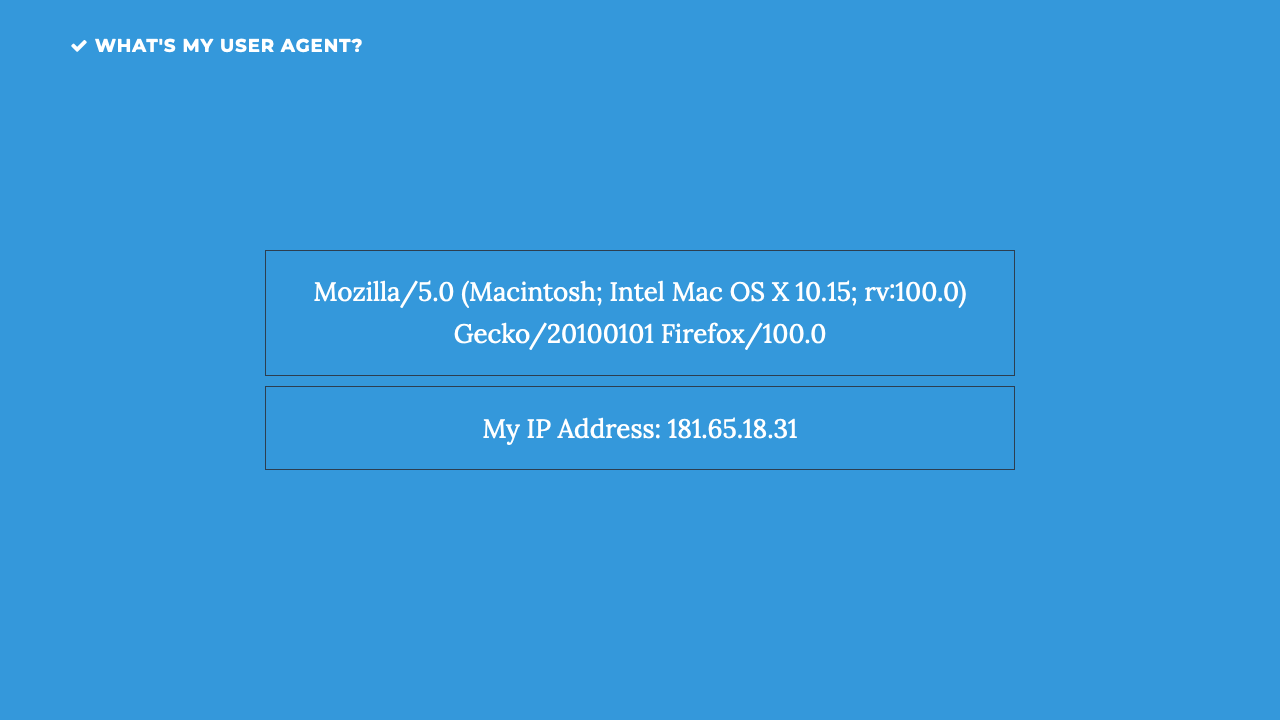 WHAT'S MY USER AGENT?
Mozilla/5.0 (Macintosh; Intel Mac OS X 10.15; rv:100.0)
Gecko/20100101 Firefox/100.0
My IP Address: 181.65.18.31